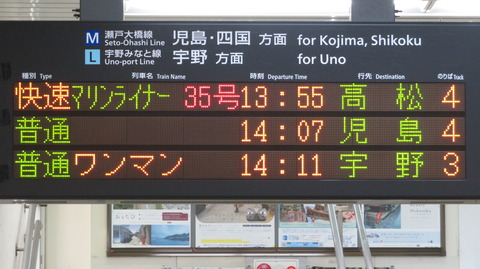 M 瀬戸大橋線 Seto-Ohashi Line 児島・四国 方面 for Kojima, Shikoku
L 宇野みなと線 Uno-port Line 宇野 方面 for Uno
種別 Type 列車名 Train Name 時刻 Departure Time 行先 Destination のりば Track
快速 マリンライナー 35号 13:55 高松 4
普通 14:07 児島 4
普通 ワンマン 14:11 宇野 3